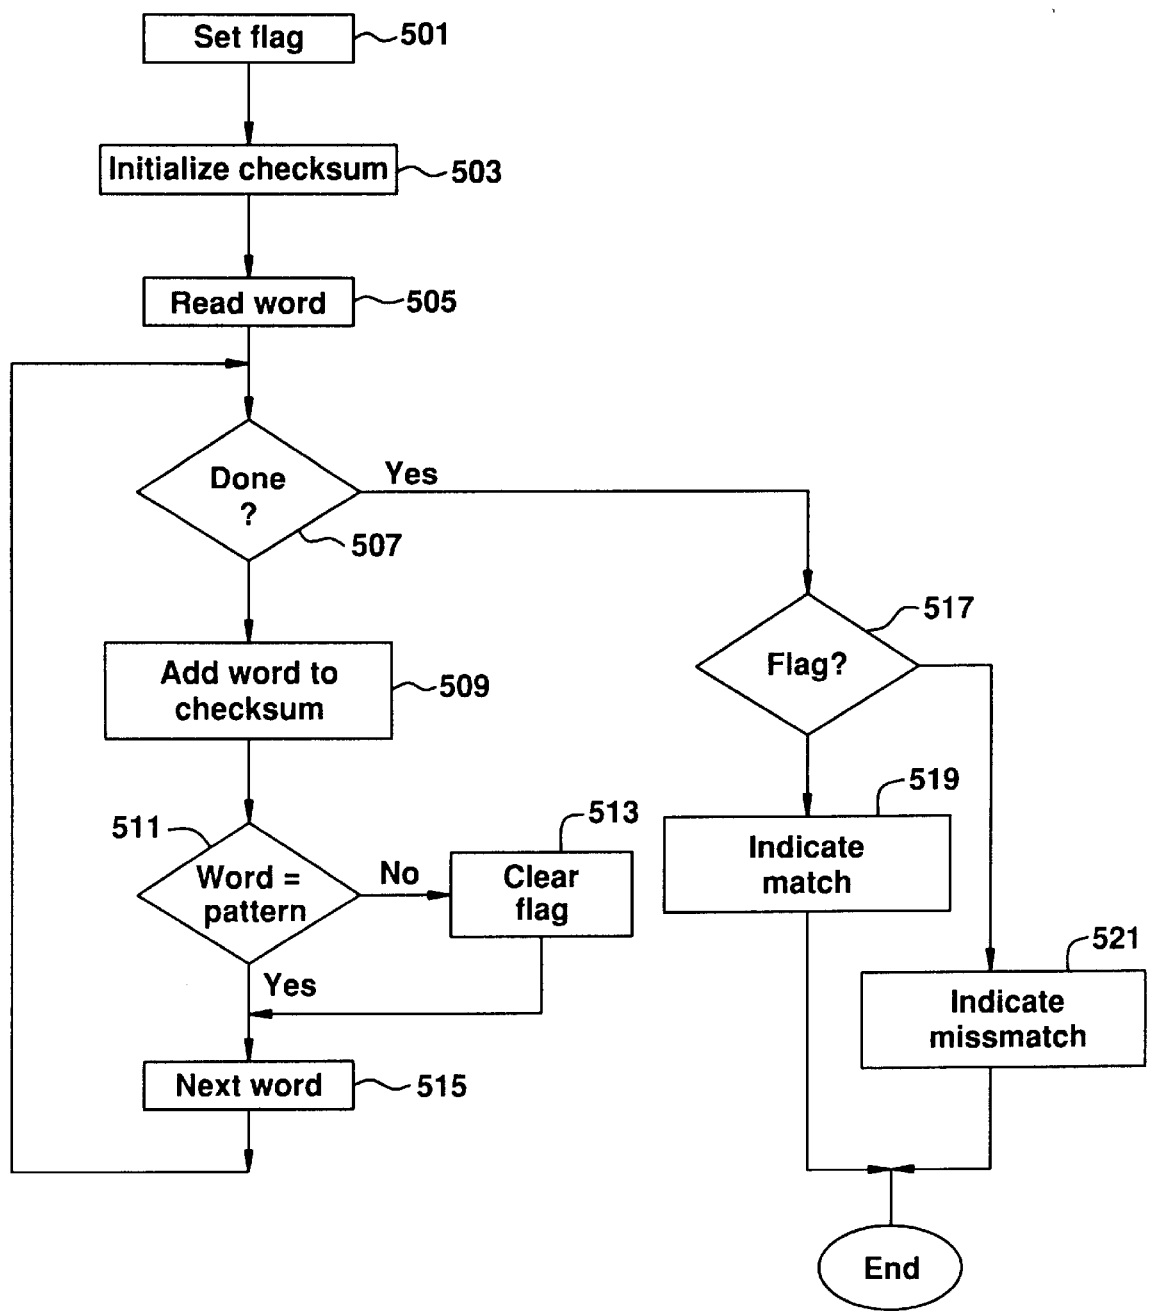 Set flag
501
Initialize checksum
503
Read word
505
Done
?
Yes
507
517
Flag?
Add word to
checksum
509
519
Indicate
match
511
513
Word =
pattern
No
Clear
flag
Yes
521
Indicate
missmatch
Next word
515
End